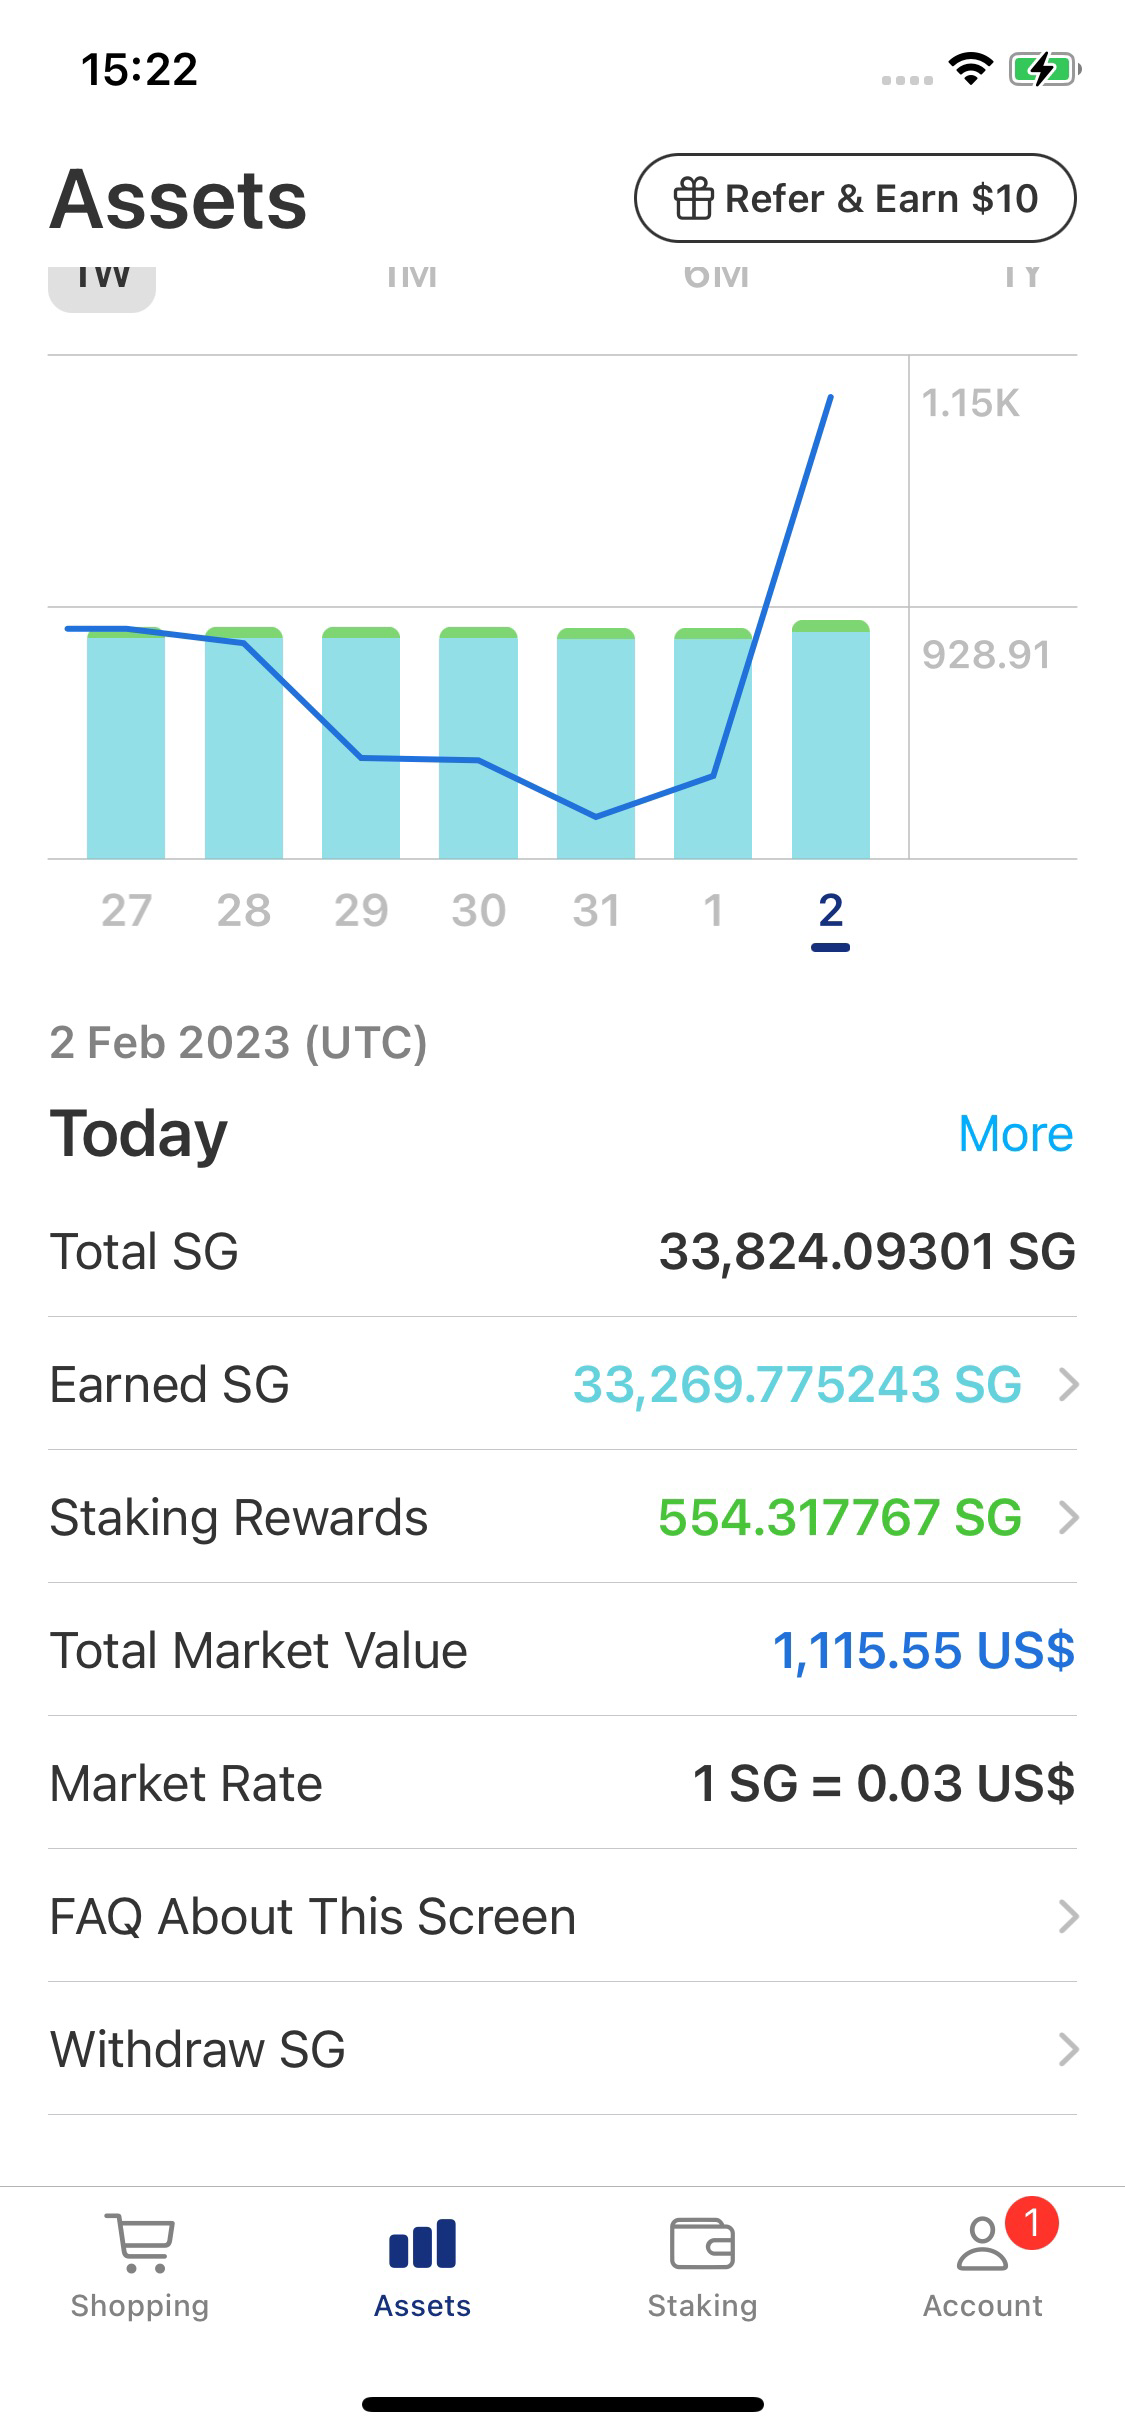 15:22
Assets
Refer & Earn $10
1W 1M 6M 1Y
1.15K
928.91
27 28 29 30 31 1 2
2 Feb 2023 (UTC)
Today More
Total SG 33,824.09301 SG
Earned SG 33,269.775243 SG
Staking Rewards 554.317767 SG
Total Market Value 1,115.55 US$
Market Rate 1 SG = 0.03 US$
FAQ About This Screen
Withdraw SG
1
Shopping Assets Staking Account